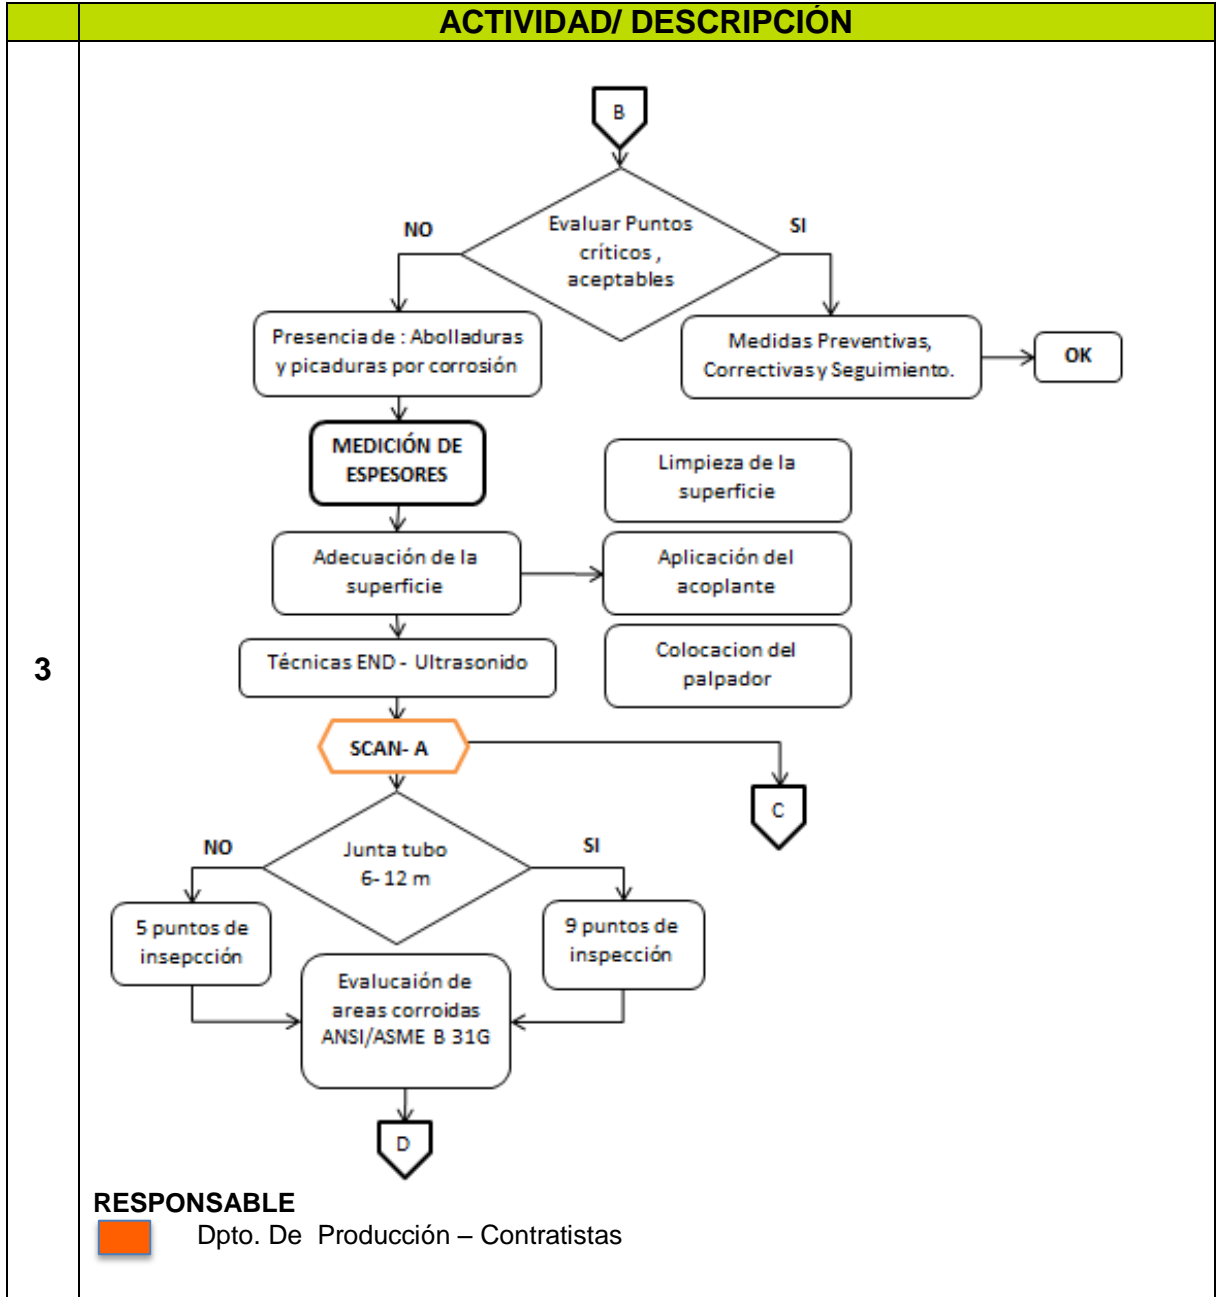 ACTIVIDAD/ DESCRIPCIÓN
3
B
NO
Evaluar Puntos
críticos ,
aceptables
SI
Presencia de : Abolladuras
y picaduras por corrosión
Medidas Preventivas,
Correctivas y Seguimiento.
OK
MEDICIÓN DE
ESPESORES
Limpieza de la
superficie
Adecuación de la
superficie
Aplicación del
acoplante
Técnicas END - Ultrasonido
Colocacion del
palpador
SCAN- A
C
NO
Junta tubo
6- 12 m
SI
5 puntos de
insepcción
9 puntos de
inspección
Evalucaión de
areas corroidas
ANSI/ASME B 31G
D
RESPONSABLE
Dpto. De Producción – Contratistas